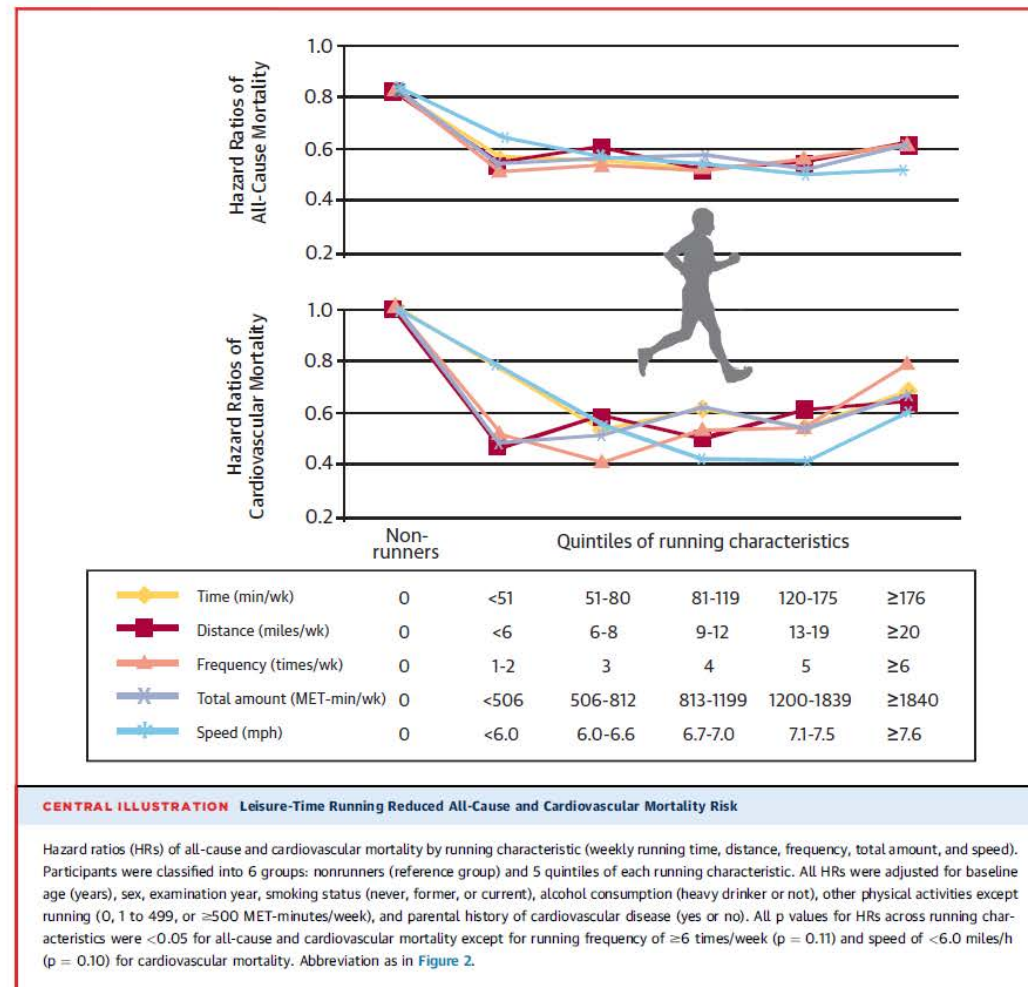 1.0
0.8
0.6
0.4
0.2
Hazard Ratios of
All-Cause Mortality
1.0
0.8
0.6
0.4
0.2
Hazard Ratios of
Cardiovascular Mortality
Non-
runners
Quintiles of running characteristics
Time (min/wk) 0 <51 51-80 81-119 120-175 ≥176
Distance (miles/wk) 0 <6 6-8 9-12 13-19 ≥20
Frequency (times/wk) 0 1-2 3 4 5 ≥6
Total amount (MET-min/wk) 0 <506 506-812 813-1199 1200-1839 ≥1840
Speed (mph) 0 <6.0 6.0-6.6 6.7-7.0 7.1-7.5 ≥7.6
CENTRAL ILLUSTRATION Leisure-Time Running Reduced All-Cause and Cardiovascular Mortality Risk
Hazard ratios (HRs) of all-cause and cardiovascular mortality by running characteristic (weekly running time, distance, frequency, total amount, and speed).
Participants were classified into 6 groups: nonrunners (reference group) and 5 quintiles of each running characteristic. All HRs were adjusted for baseline
age (years), sex, examination year, smoking status (never, former, or current), alcohol consumption (heavy drinker or not), other physical activities except
running (0, 1 to 499, or ≥500 MET-minutes/week), and parental history of cardiovascular disease (yes or no). All p values for HRs across running char-
acteristics were <0.05 for all-cause and cardiovascular mortality except for running frequency of ≥6 times/week (p = 0.11) and speed of <6.0 miles/h
(p = 0.10) for cardiovascular mortality. Abbreviation as in Figure 2.